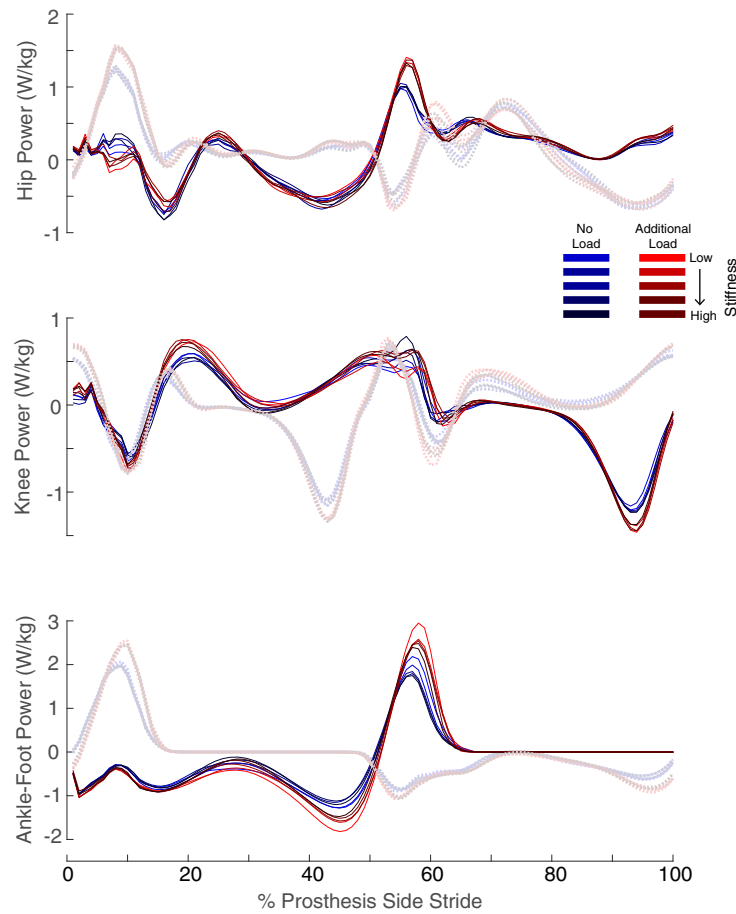 2
1
0
-1
Hip Power (W/kg)
No Load
Additional Load
Low
High
Stiffness
1
0
-1
Knee Power (W/kg)
3
2
1
0
-1
-2
Ankle-Foot Power (W/kg)
0
20
40
60
80
100
% Prosthesis Side Stride